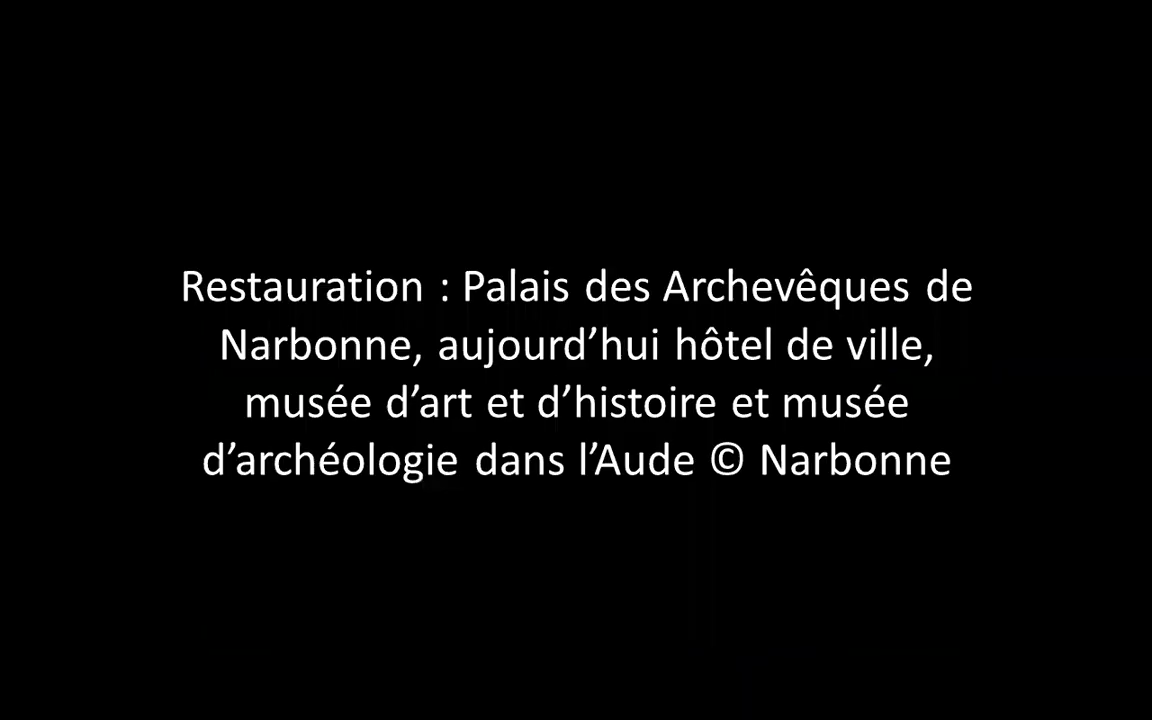 Restauration : Palais des Archevêques de
Narbonne, aujourd’hui hôtel de ville,
musée d’art et d’histoire et musée
d’archéologie dans l’Aude © Narbonne